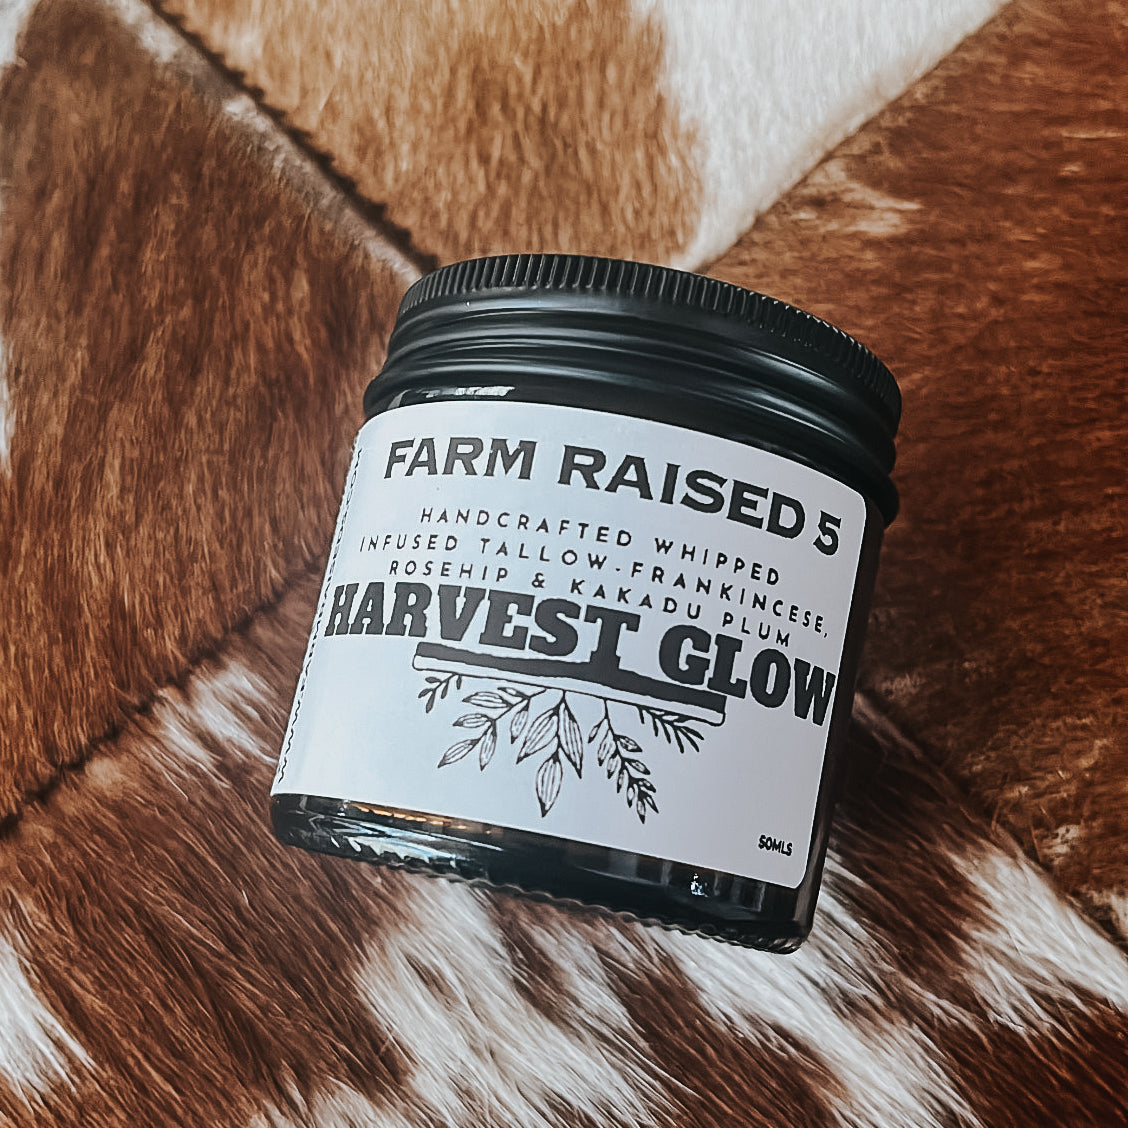 FARM RAISED 5
HANDCRAFTED WHIPPED
INFUSED TALLOW-FRANKINCESE,
ROSEHIP & KAKADU PLUM
HARVEST GLOW
50MLS